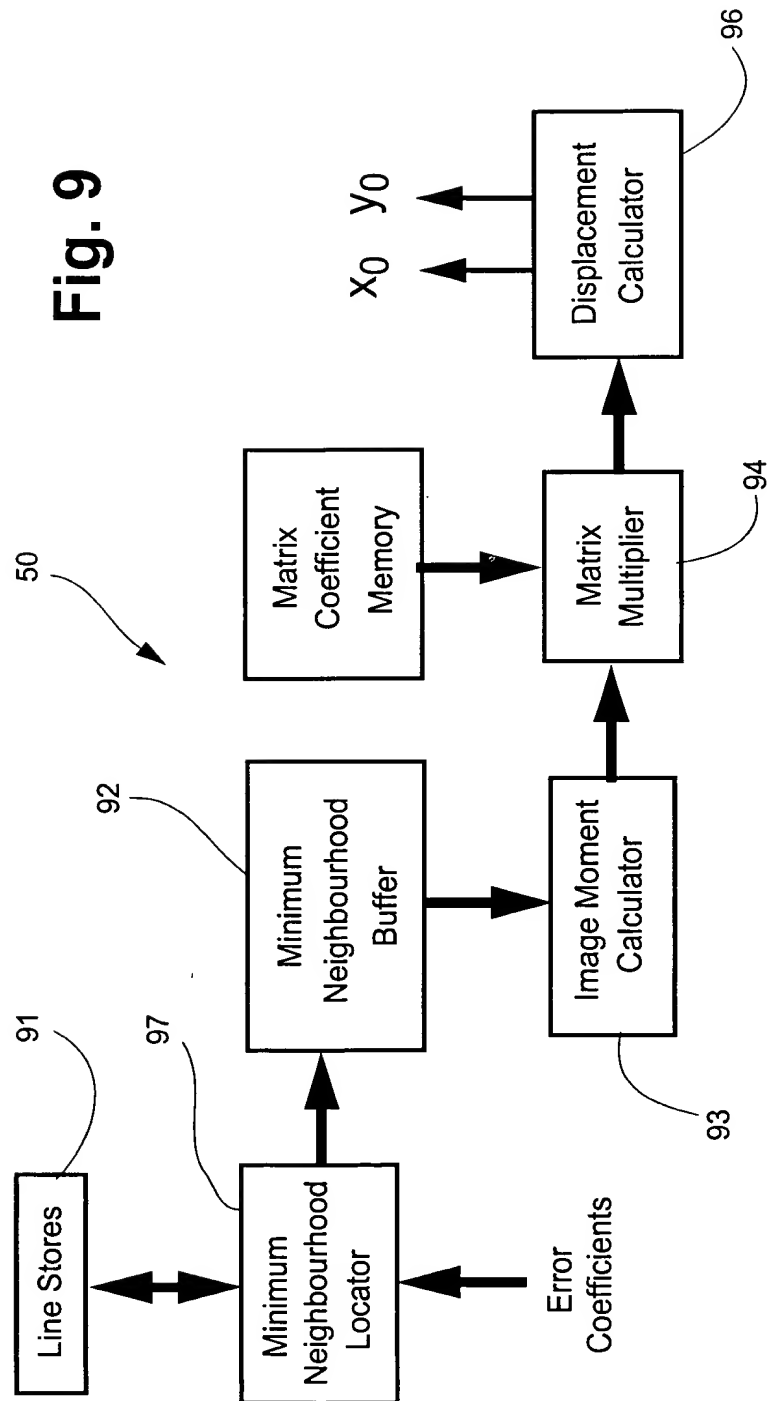 Fig. 9
50
91
Line Stores
97
Minimum
Neighbourhood
Locator
Error
Coefficients
92
Minimum
Neighbourhood
Buffer
Image Moment
Calculator
93
Matrix
Coefficient
Memory
Matrix
Multiplier
94
x0
y0
Displacement
Calculator
96